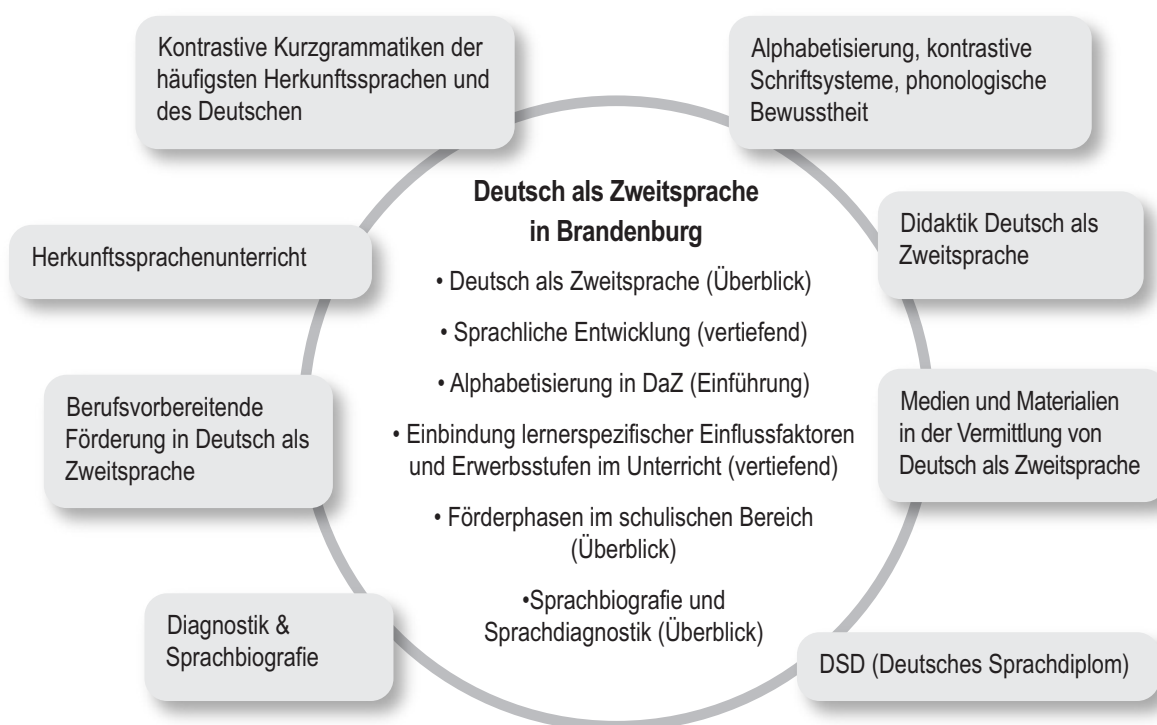 Kontrastive Kurzgrammatiken der
häufigsten Herkunftssprachen und
des Deutschen
Alphabetisierung, kontrastive
Schriftsysteme, phonologische
Bewusstheit
Herkunftssprachenunterricht
Didaktik Deutsch als
Zweitsprache
Berufsvorbereitende
Förderung in Deutsch als
Zweitsprache
Medien und Materialien
in der Vermittlung von
Deutsch als Zweitsprache
Diagnostik &
Sprachbiografie
DSD (Deutsches Sprachdiplom)
Deutsch als Zweitsprache
in Brandenburg
• Deutsch als Zweitsprache (Überblick)
• Sprachliche Entwicklung (vertiefend)
• Alphabetisierung in DaZ (Einführung)
• Einbindung lernerspezifischer Einflussfaktoren
und Erwerbsstufen im Unterricht (vertiefend)
• Förderphasen im schulischen Bereich
(Überblick)
•Sprachbiografie und
Sprachdiagnostik (Überblick)